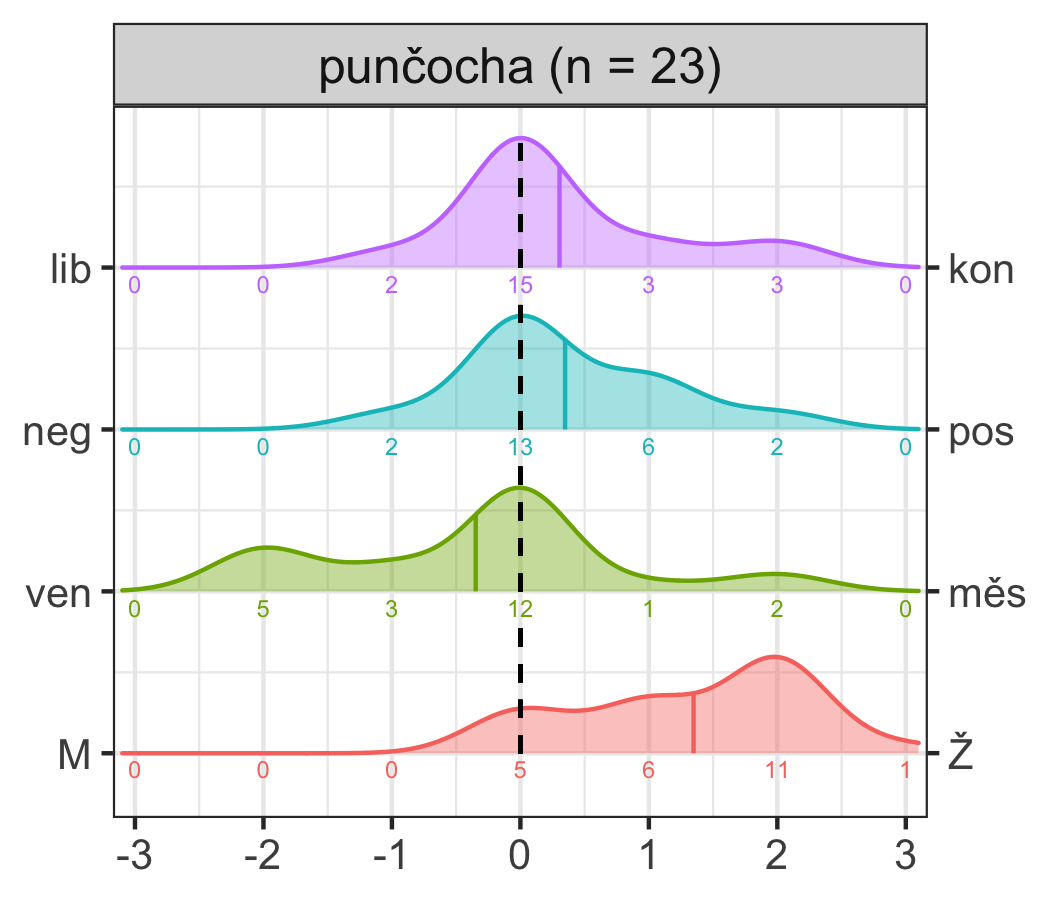 punčocha (n = 23)
lib kon
0 0 2 15 3 3 0
neg pos
0 0 2 13 6 2 0
ven měs
0 5 3 12 1 2 0
M Ž
0 0 0 5 6 11 1
-3 -2 -1 0 1 2 3